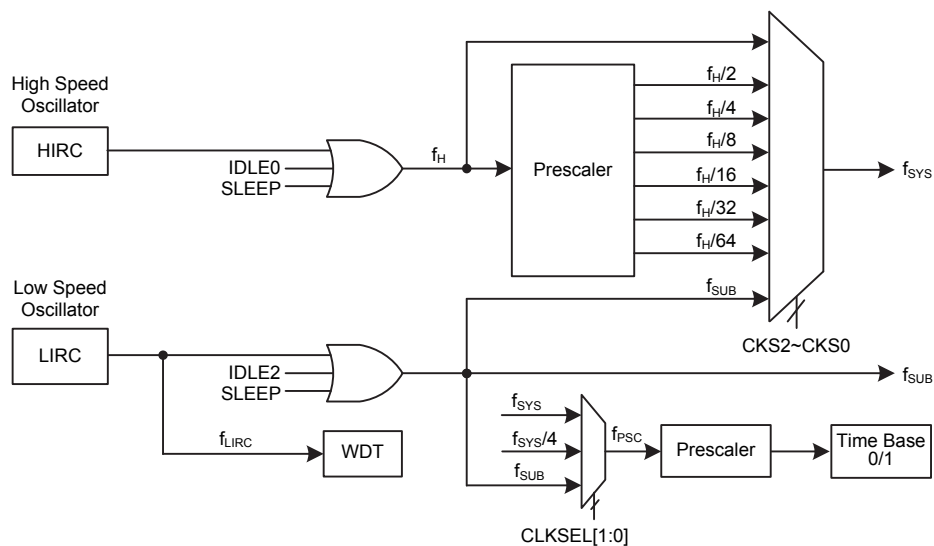 High Speed
Oscillator
HIRC
IDLE0
SLEEP
fH
Prescaler
fH/2
fH/4
fH/8
fH/16
fH/32
fH/64
fSUB
fSYS
CKS2~CKS0
Low Speed
Oscillator
LIRC
IDLE2
SLEEP
fSUB
fLIRC
WDT
fSYS
fSYS/4
fSUB
fPSC
Prescaler
Time Base
0/1
CLKSEL[1:0]